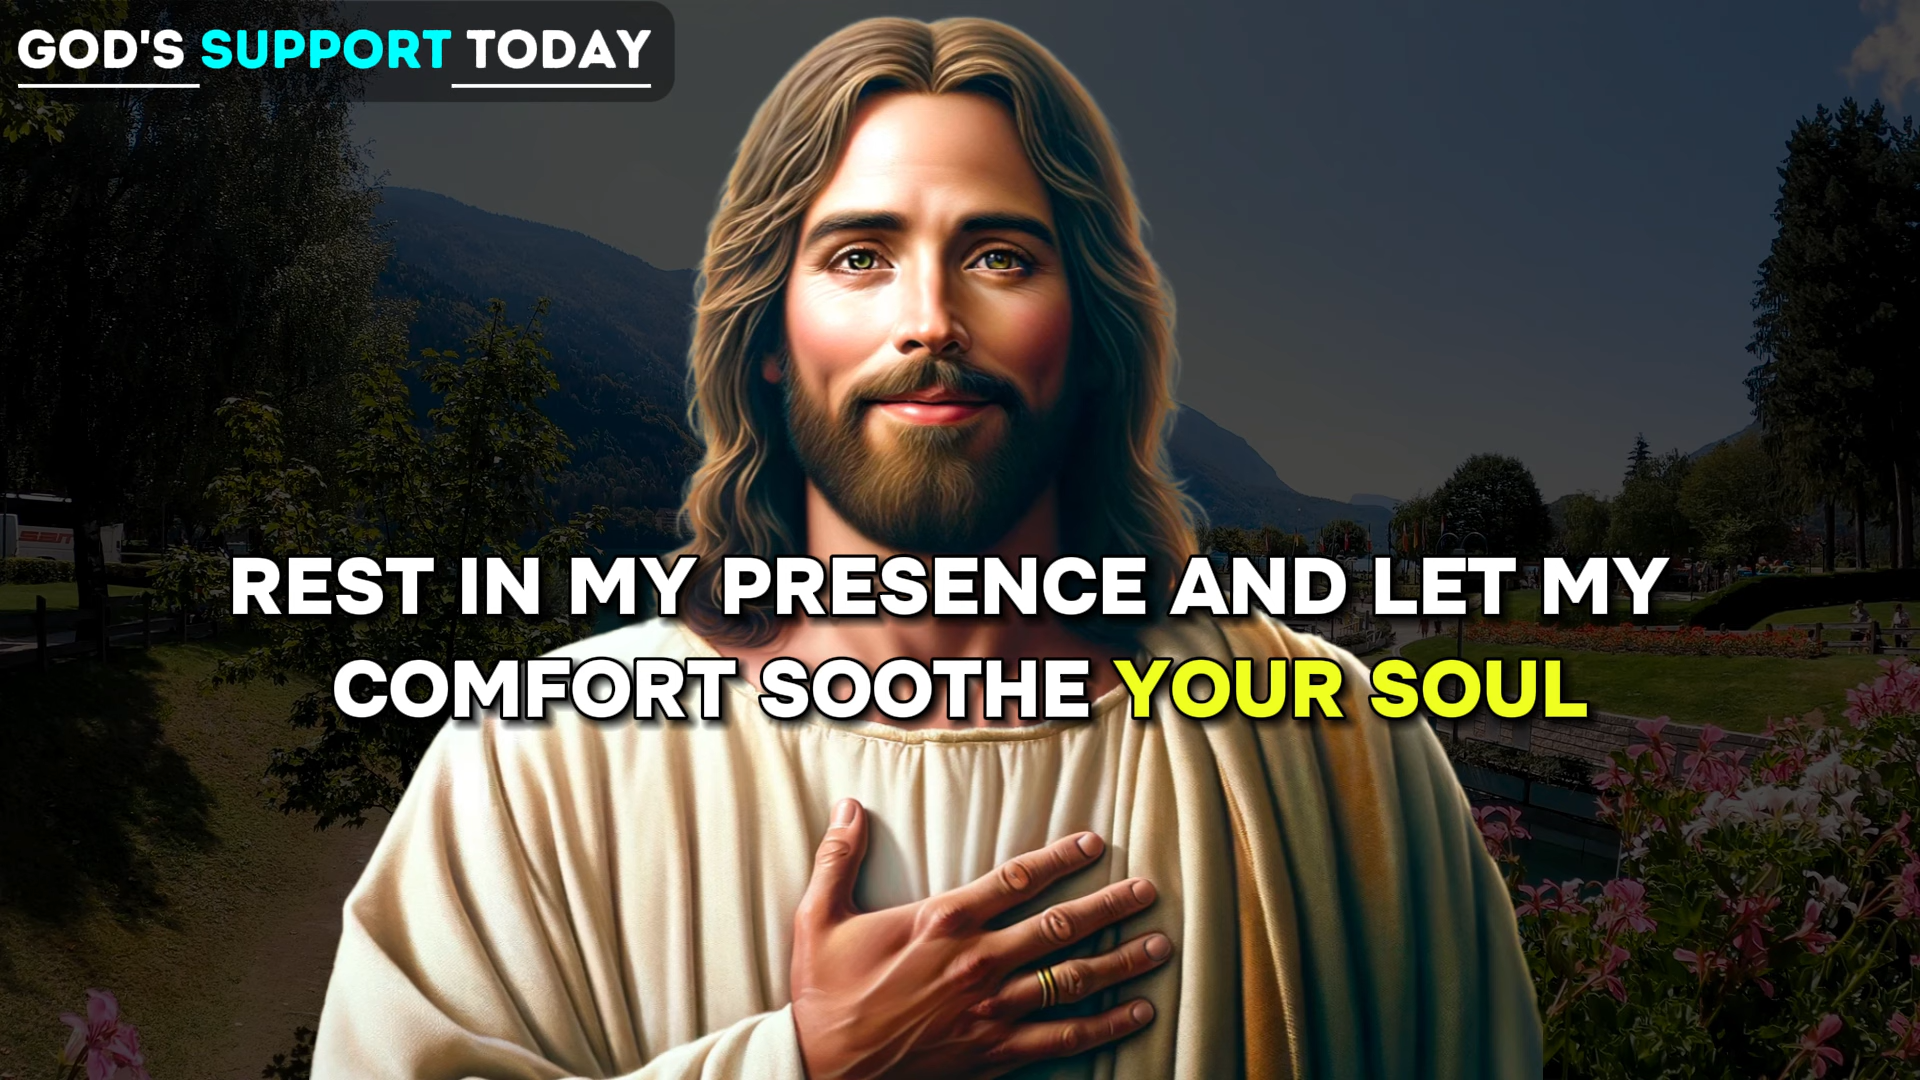 GOD'S SUPPORT TODAY
REST IN MY PRESENCE AND LET MY
COMFORT SOOTHE YOUR SOUL